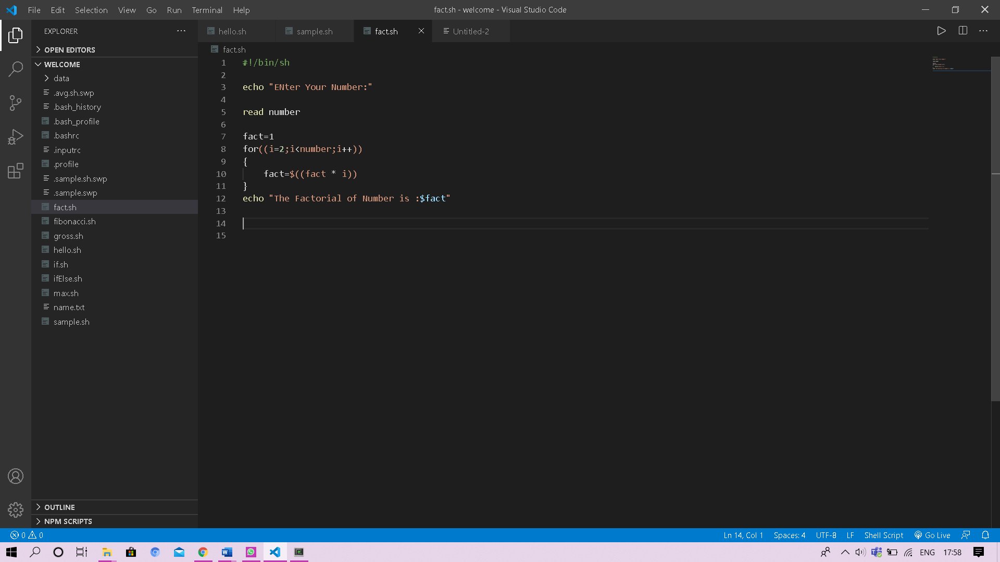 File Edit Selection View Go Run Terminal Help
fact.sh - welcome - Visual Studio Code
EXPLORER
OPEN EDITORS
WELCOME
data
.avg.sh.swp
.bash_history
.bash_profile
.bashrc
.inputrc
.profile
.sample.sh.swp
.sample.swp
fact.sh
fibonacci.sh
gross.sh
hello.sh
if.sh
ifElse.sh
max.sh
name.txt
sample.sh
OUTLINE
NPM SCRIPTS
hello.sh sample.sh fact.sh Untitled-2
fact.sh
1 #!/bin/sh
2
3 echo "ENter Your Number:"
4
5 read number
6
7 fact=1
8 for((i=2;i<number;i++))
9 {
10 fact=$((fact * i))
11 }
12 echo "The Factorial of Number is :$fact"
13
14
15
0 0 Ln 14, Col 1 Spaces: 4 UTF-8 LF Shell Script Go Live
ENG 17:58